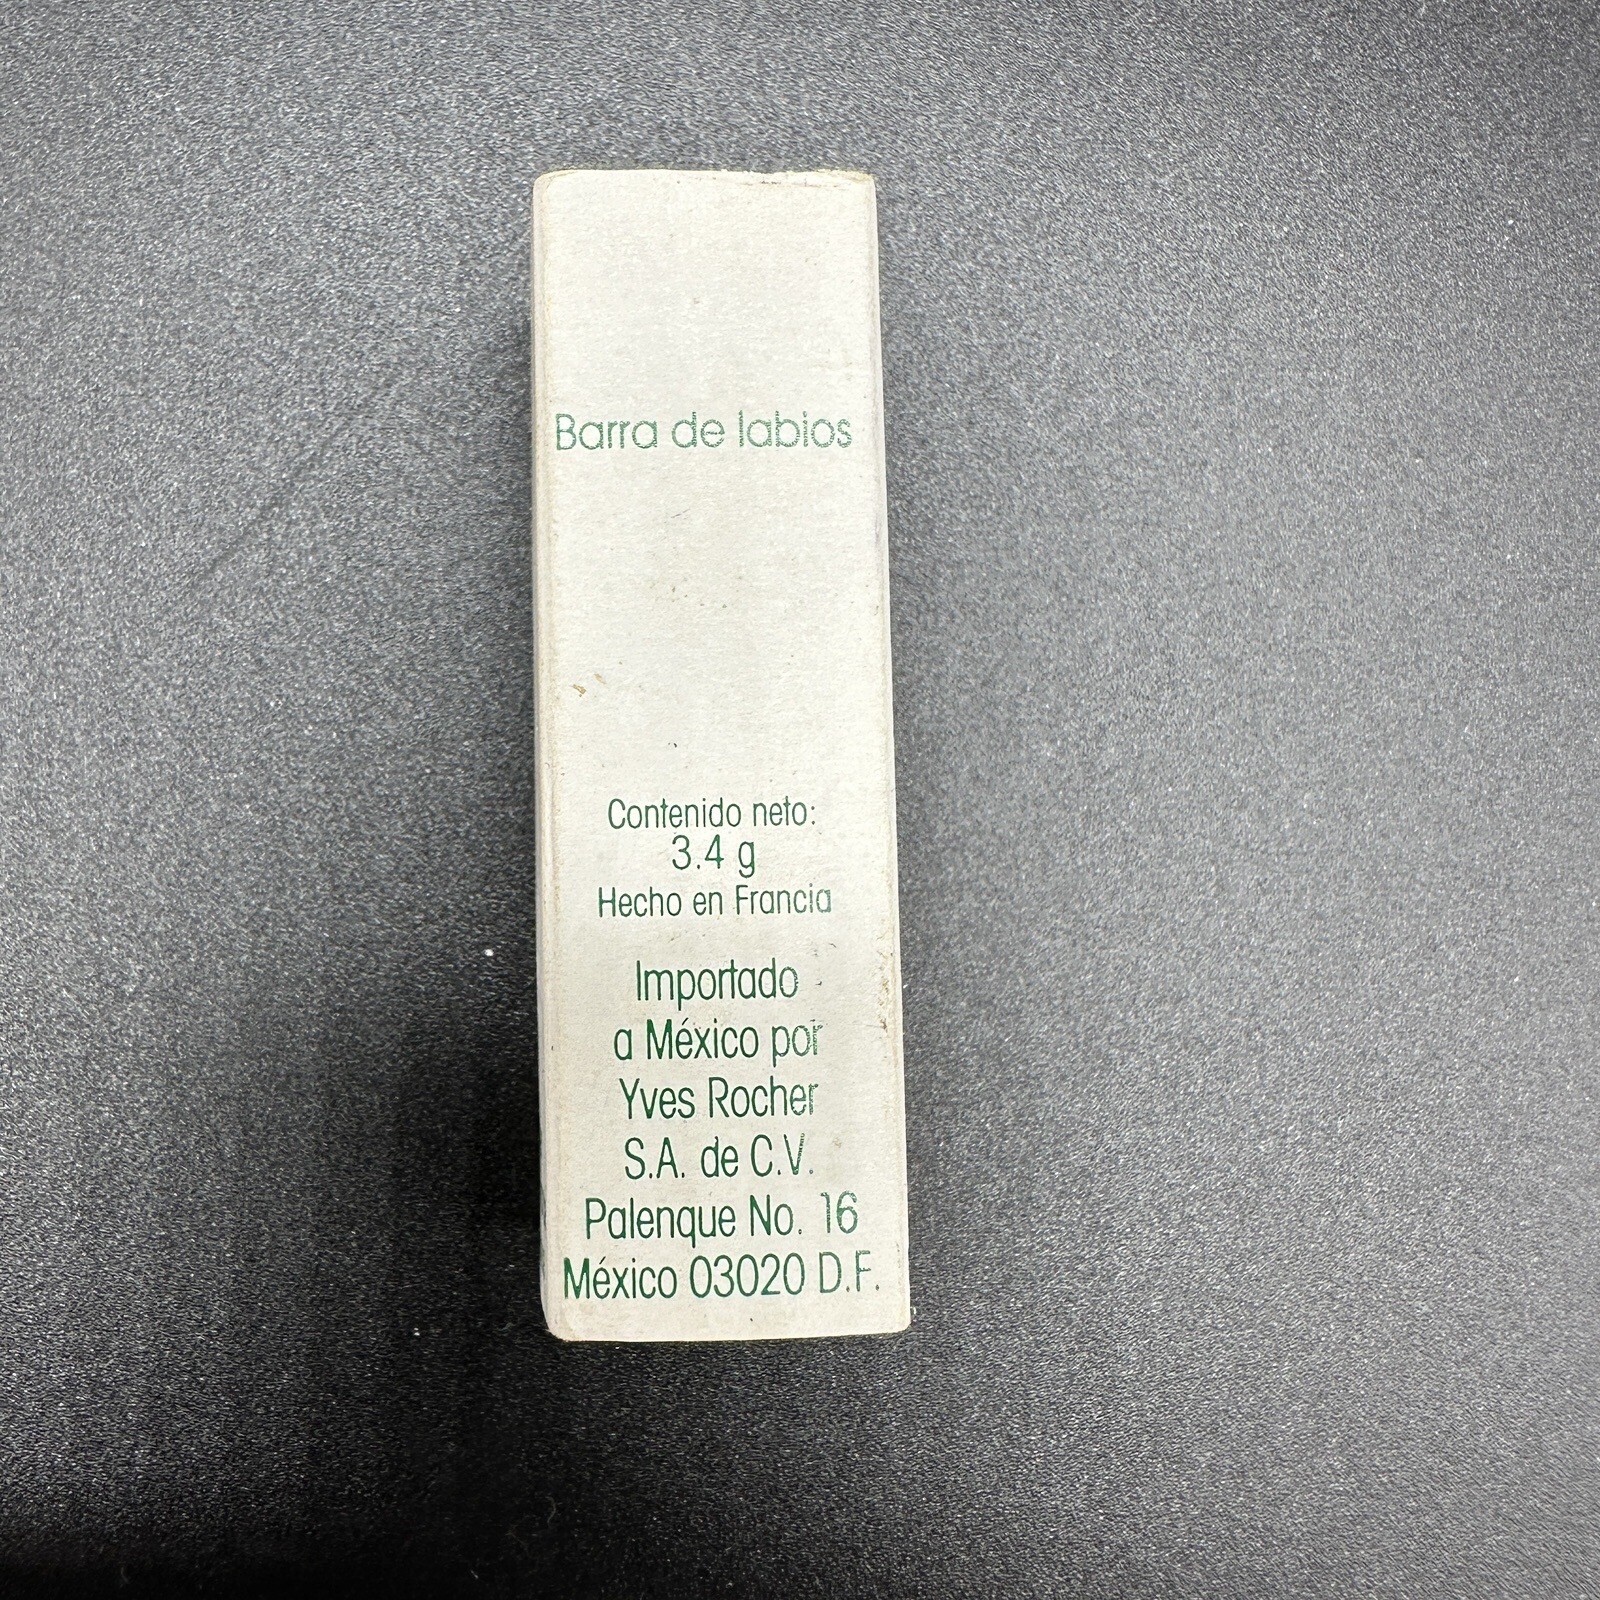 Barra de labios
Contenido neto:
3.4 g
Hecho en Francia
Importado
a México por
Yves Rocher
S.A. de C.V.
Palenque No. 16
México 03020 D.F.